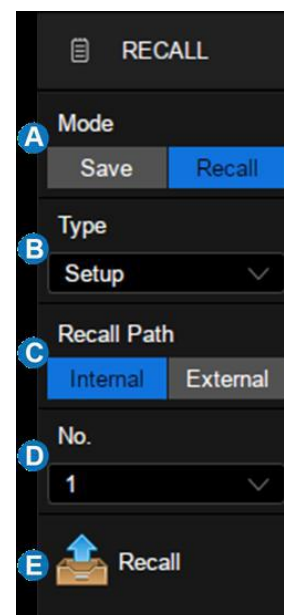 RECALL
A Mode
Save Recall
B Type
Setup
C Recall Path
Internal External
D No.
1
E Recall